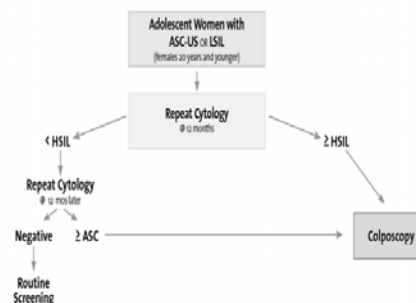 Adolescent Women with
ASC-US OR LSIL
(females 20 years and younger)
Repeat Cytology
@ 12 months
< HSIL
≥ HSIL
Repeat Cytology
@ 12 mos later
Negative
≥ ASC
Colposcopy
Routine
Screening